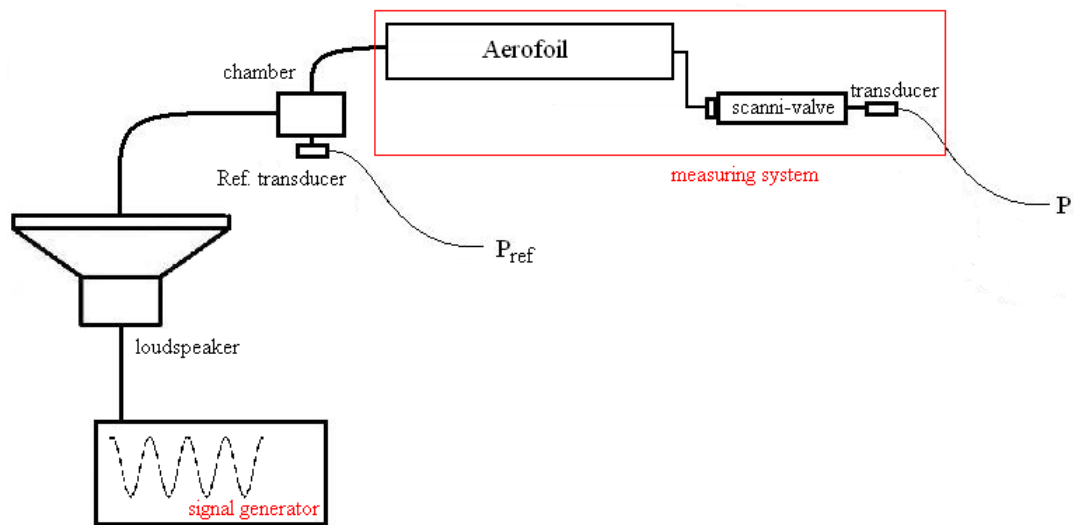 Aerofoil
chamber
transducer
scanni-valve
measuring system
Ref. transducer
P
Pref
loudspeaker
signal generator